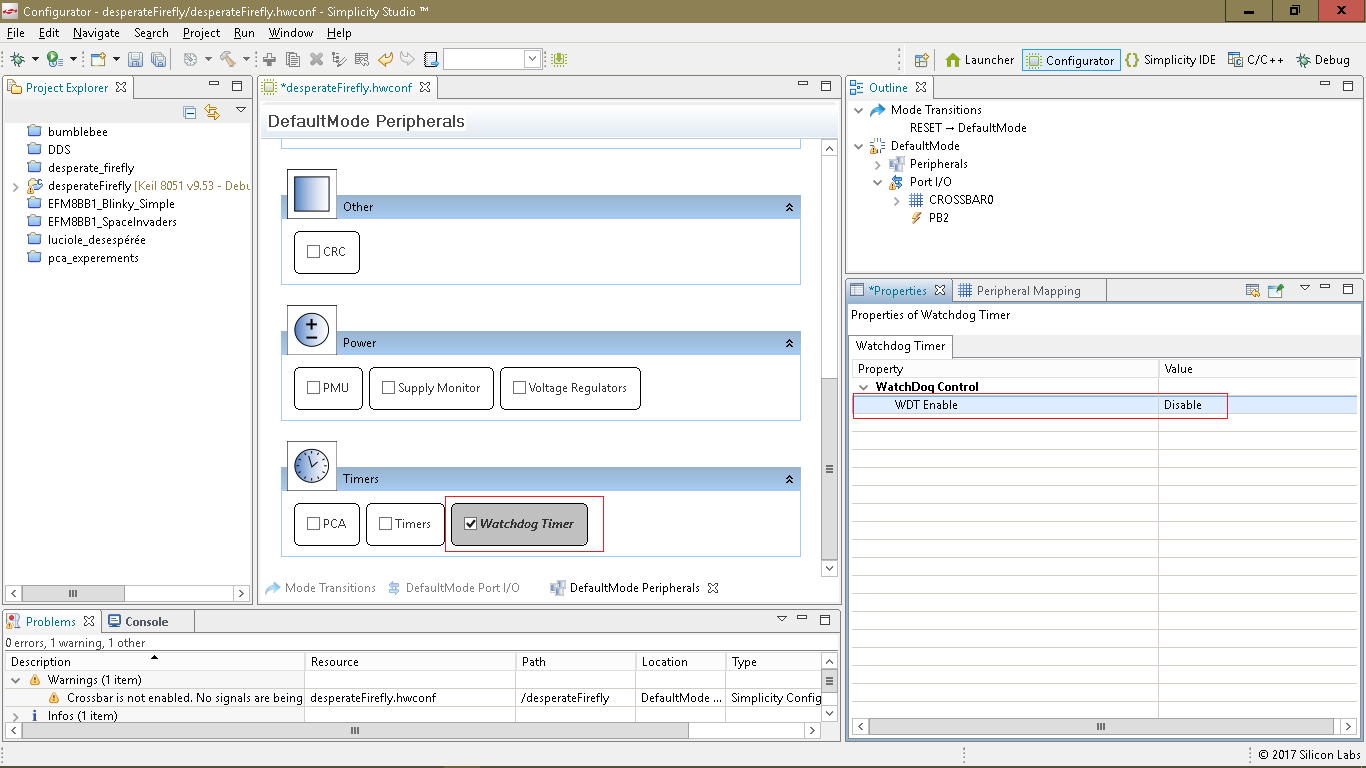 Configurator - desperateFirefly/desperateFirefly.hwconf - Simplicity Studio ™
File Edit Navigate Search Project Run Window Help
Launcher Configurator Simplicity IDE C/C++ Debug
Project Explorer
bumblebee
DDS
desperate_firefly
desperateFirefly [Keil 8051 v9.53 - Debu
EFM8BB1_Blinky_Simple
EFM8BB1_SpaceInvaders
luciole_desespérée
pca_experements
*desperateFirefly.hwconf
DefaultMode Peripherals
Other
CRC
Power
PMU Supply Monitor Voltage Regulators
Timers
PCA Timers Watchdog Timer
Mode Transitions DefaultMode Port I/O DefaultMode Peripherals
Outline
Mode Transitions
RESET → DefaultMode
DefaultMode
Peripherals
Port I/O
CROSSBAR0
PB2
*Properties Peripheral Mapping
Properties of Watchdog Timer
Watchdog Timer
Property Value
WatchDog Control
WDT Enable Disable
Problems Console
0 errors, 1 warning, 1 other
Description Resource Path Location Type
Warnings (1 item)
Crossbar is not enabled. No signals are being desperateFirefly.hwconf /desperateFirefly DefaultMode ... Simplicity Config
Infos (1 item)
© 2017 Silicon Labs